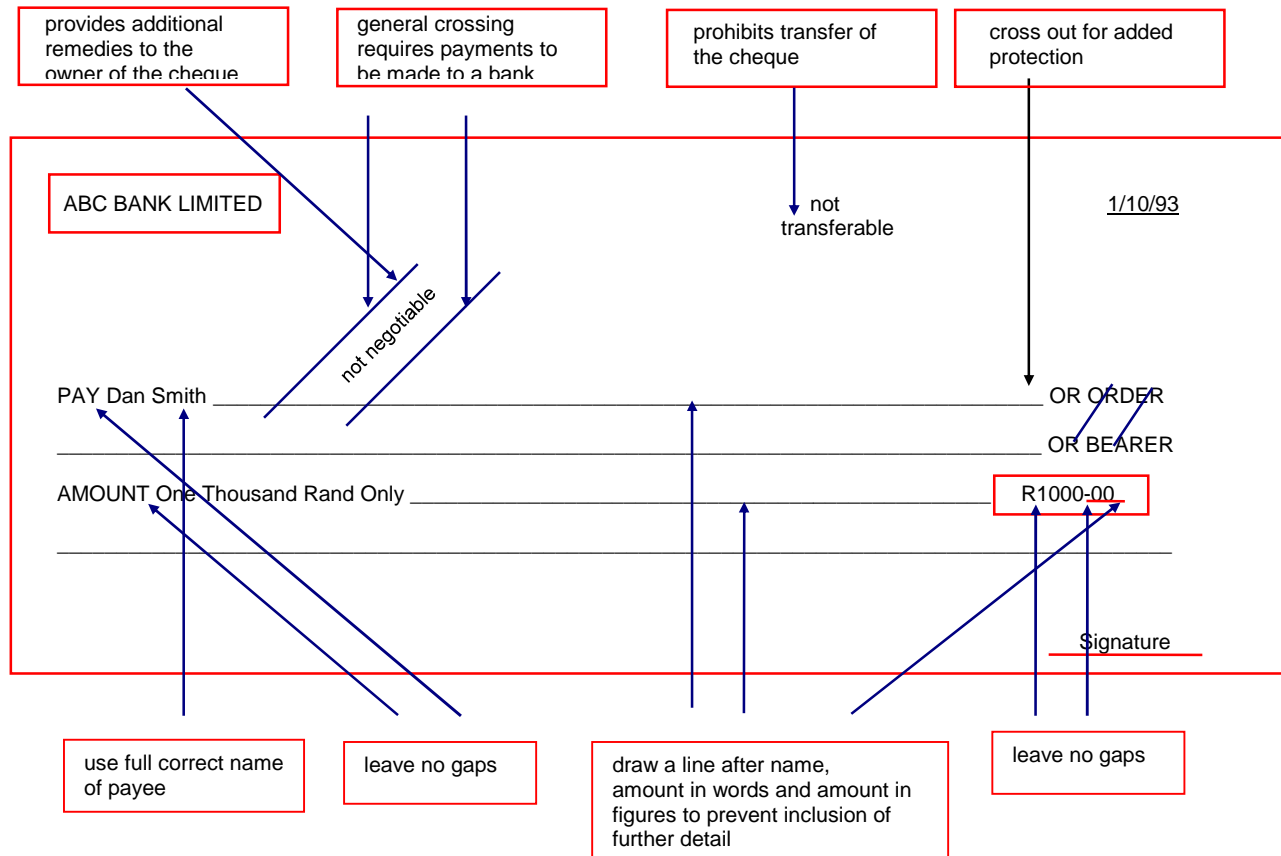 provides additional
remedies to the
owner of the cheque
general crossing
requires payments to
be made to a bank
prohibits transfer of
the cheque
cross out for added
protection
ABC BANK LIMITED
not
transferable
1/10/93
not negotiable
PAY Dan Smith OR ORDER
OR BEARER
AMOUNT One Thousand Rand Only R1000-00
Signature
use full correct name
of payee
leave no gaps
draw a line after name,
amount in words and amount in
figures to prevent inclusion of
further detail
leave no gaps